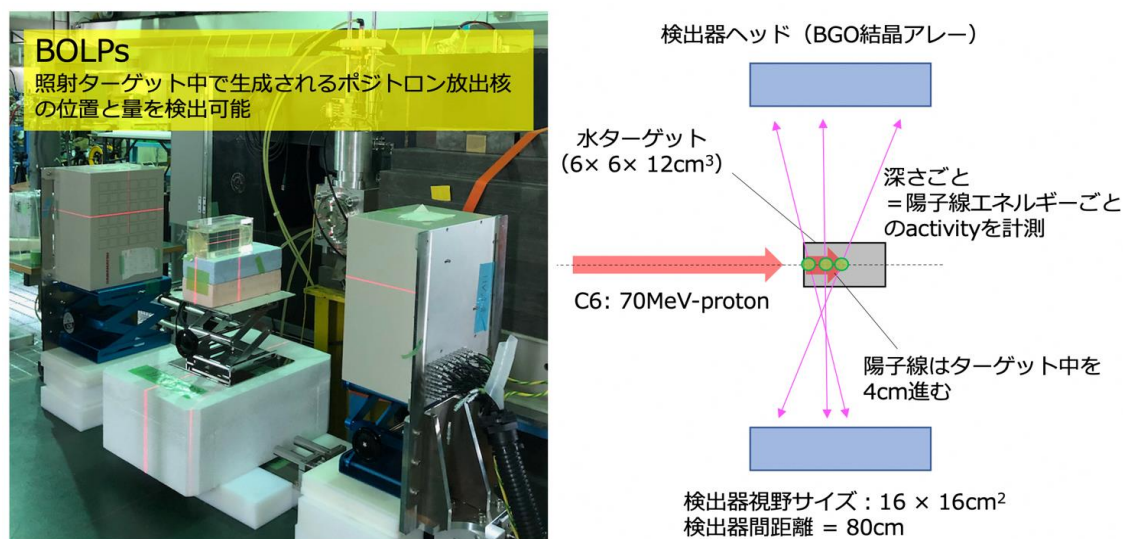 BOLPs
照射ターゲット中で生成されるポジトロン放出核
の位置と量を検出可能
検出器ヘッド（BGO結晶アレー）
水ターゲット
（6× 6× 12cm³）
深さごと
＝陽子線エネルギーごと
のactivityを計測
C6: 70MeV-proton
陽子線はターゲット中を
4cm進む
検出器視野サイズ：16 × 16cm²
検出器間距離 = 80cm